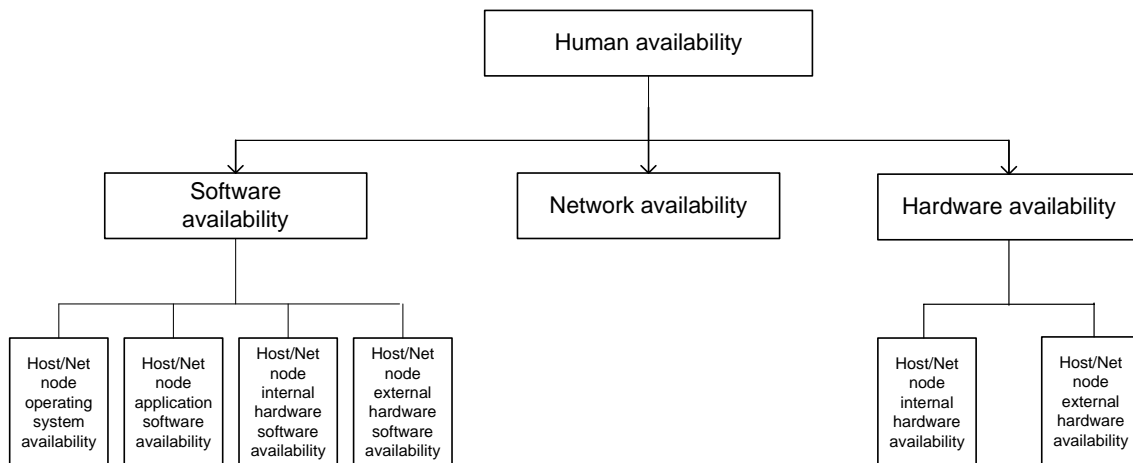 Human availability
Software
availability
Network availability
Hardware availability
Host/Net
node
operating
system
availability
Host/Net
node
application
software
availability
Host/Net
node
internal
hardware
software
availability
Host/Net
node
external
hardware
software
availability
Host/Net
node
internal
hardware
availability
Host/Net
node
external
hardware
availability